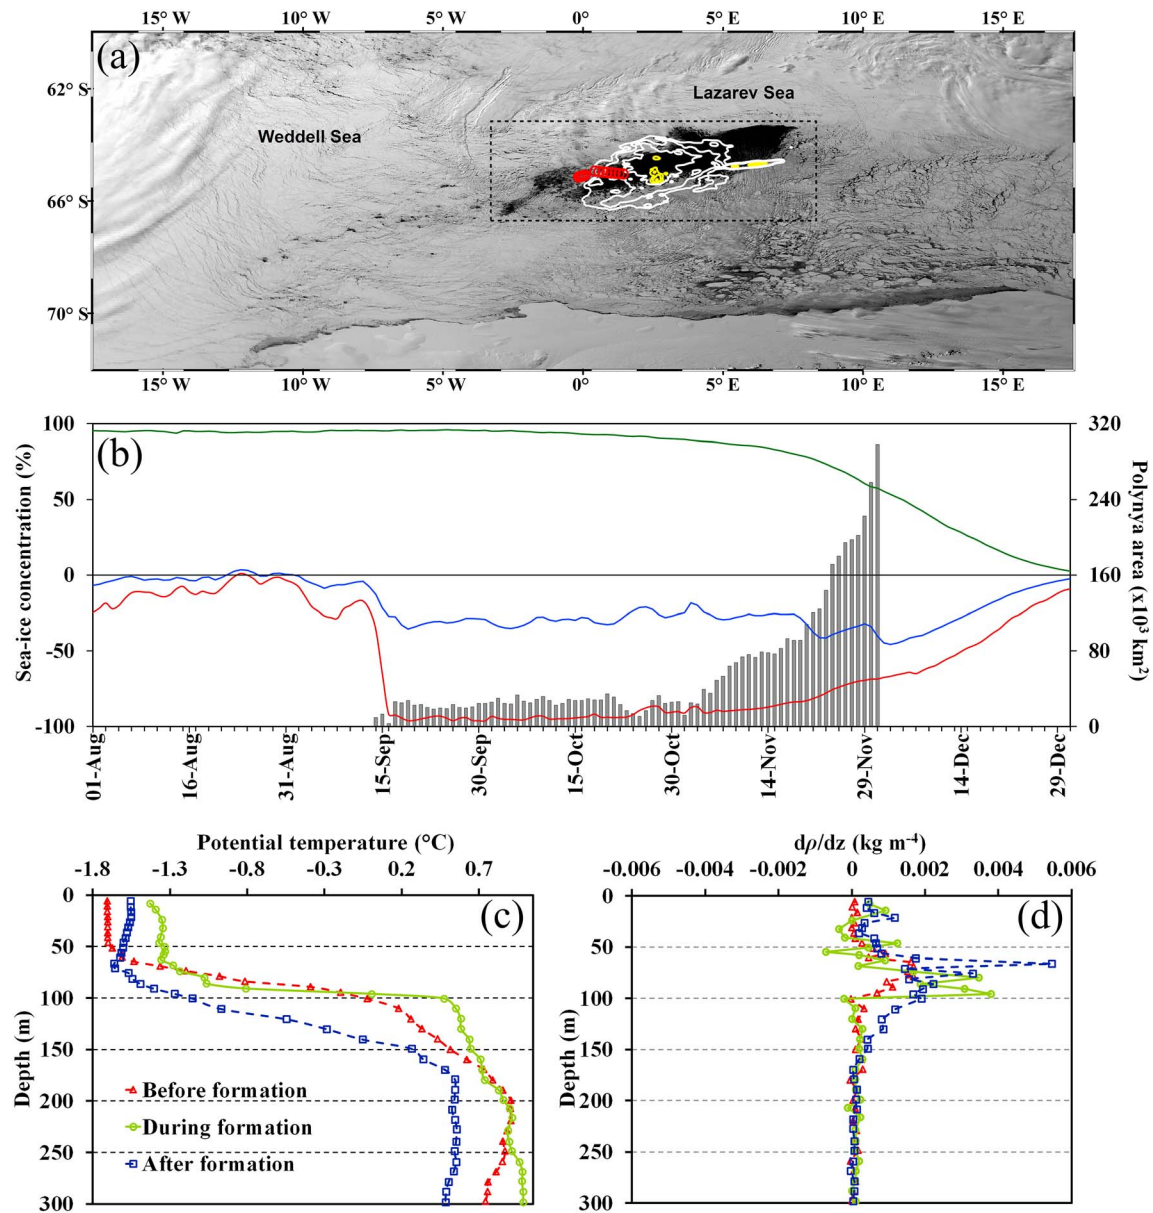 15° W 10° W 5° W 0° 5° E 10° E 15° E
(a)
62° S
Lazarev Sea
Weddell Sea
66° S
70° S
15° W 10° W 5° W 0° 5° E 10° E 15° E
100 320
(b)
50 240
0 160
-50 80
-100 0
Sea-ice concentration (%)
Polynya area (x10³ km²)
01-Aug 16-Aug 31-Aug 15-Sep 30-Sep 15-Oct 30-Oct 14-Nov 29-Nov 14-Dec 29-Dec
Potential temperature (°C)
-1.8 -1.3 -0.8 -0.3 0.2 0.7
(c)
0
50
100
150
200
250
300
Depth (m)
Before formation
During formation
After formation
dρ/dz (kg m⁻⁴)
-0.006 -0.004 -0.002 0 0.002 0.004 0.006
(d)
0
50
100
150
200
250
300
Depth (m)